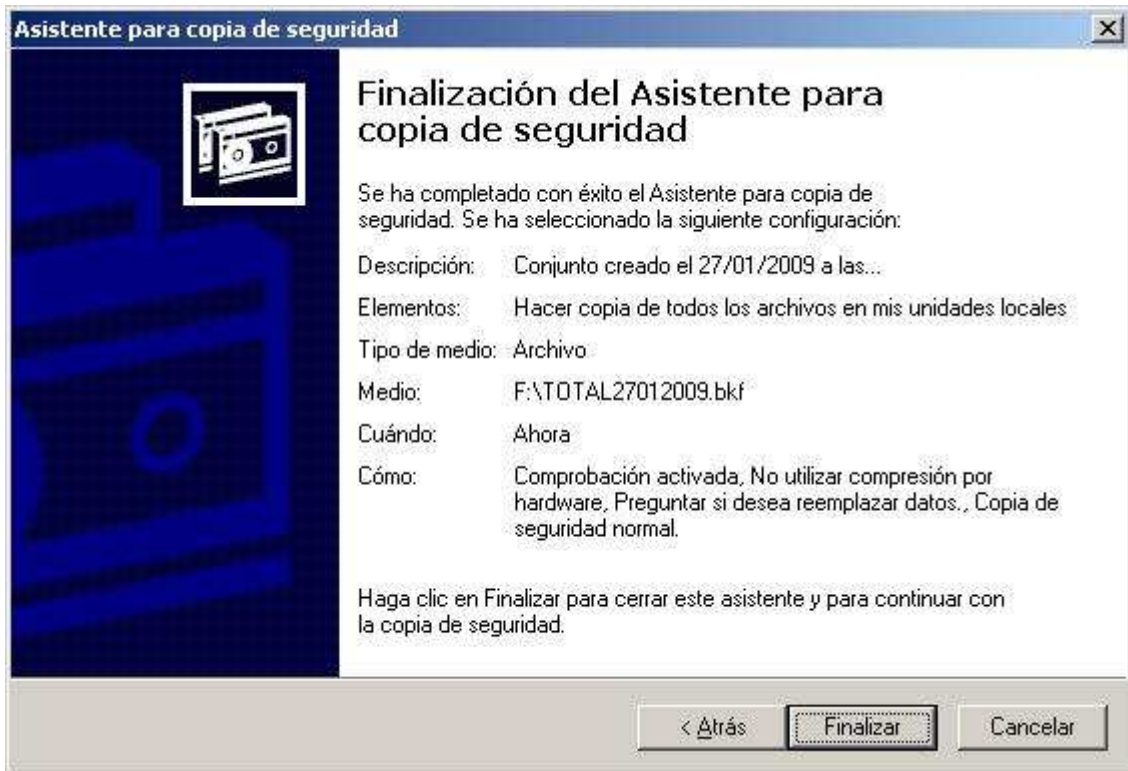 Asistente para copia de seguridad
Finalización del Asistente para
copia de seguridad
Se ha completado con éxito el Asistente para copia de
seguridad. Se ha seleccionado la siguiente configuración:
Descripción: Conjunto creado el 27/01/2009 a las...
Elementos: Hacer copia de todos los archivos en mis unidades locales
Tipo de medio: Archivo
Medio: F:\TOTAL27012009.bkf
Cuándo: Ahora
Cómo: Comprobación activada, No utilizar compresión por
hardware, Preguntar si desea reemplazar datos., Copia de
seguridad normal.
Haga clic en Finalizar para cerrar este asistente y para continuar con
la copia de seguridad.
< Atrás Finalizar Cancelar